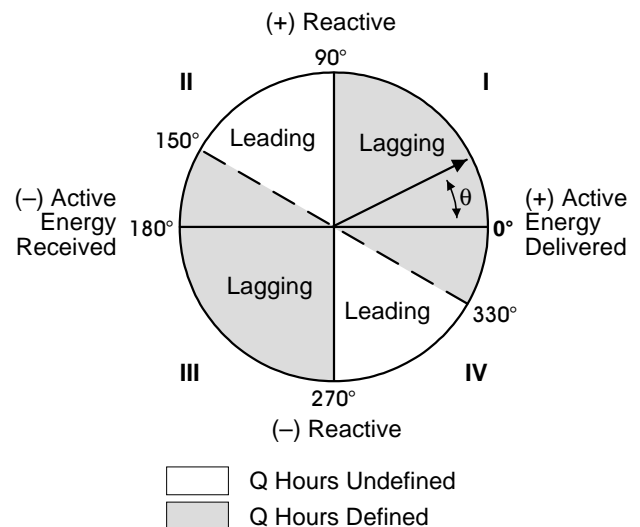 (+) Reactive
90°
II
I
150°
Leading
Lagging
θ
(–) Active
Energy
Received
180°
0°
(+) Active
Energy
Delivered
Lagging
Leading
330°
III
IV
270°
(–) Reactive
Q Hours Undefined
Q Hours Defined